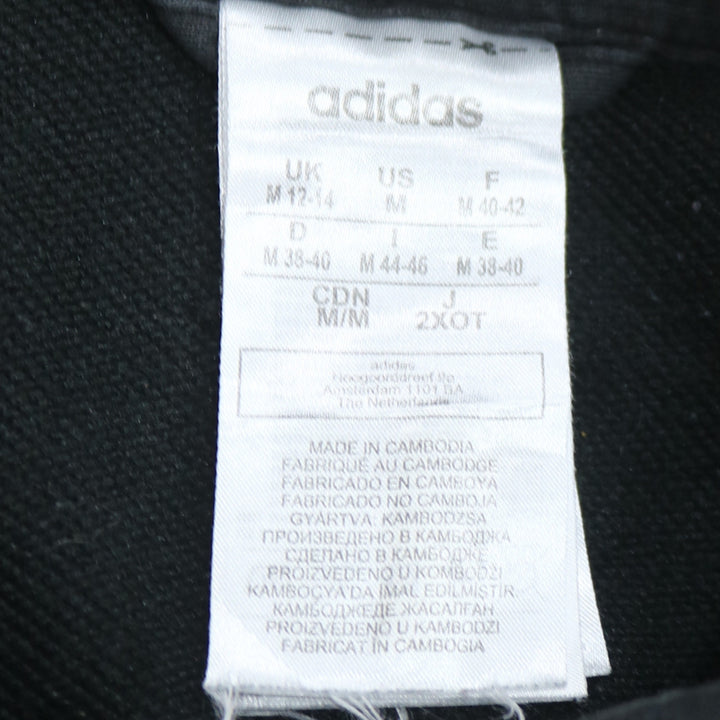 adidas
UK US F
M 12-14 M M 40-42
D I E
M 38-40 M 44-46 M 38-40
CDN J
M/M 2XOT
adidas
Hoogoorddreef 9a
Amsterdam 1101 BA
The Netherlands
MADE IN CAMBODIA
FABRIQUÉ AU CAMBODGE
FABRICADO EN CAMBOYA
FABRICADO NO CAMBOJA
GYÁRTVA: KAMBODZSA
ПРОИЗВЕДЕНО В КАМБОДЖА
СДЕЛАНО В КАМБОДЖЕ
PROIZVEDENO U KOMBODŽI
KAMBOÇYA'DA İMAL EDİLMİŞTİR.
КАМБОДЖЕДЕ ЖАСАЛҒАН
PROIZVEDENO U KAMBODZI
FABRICAT ÎN CAMBOGIA